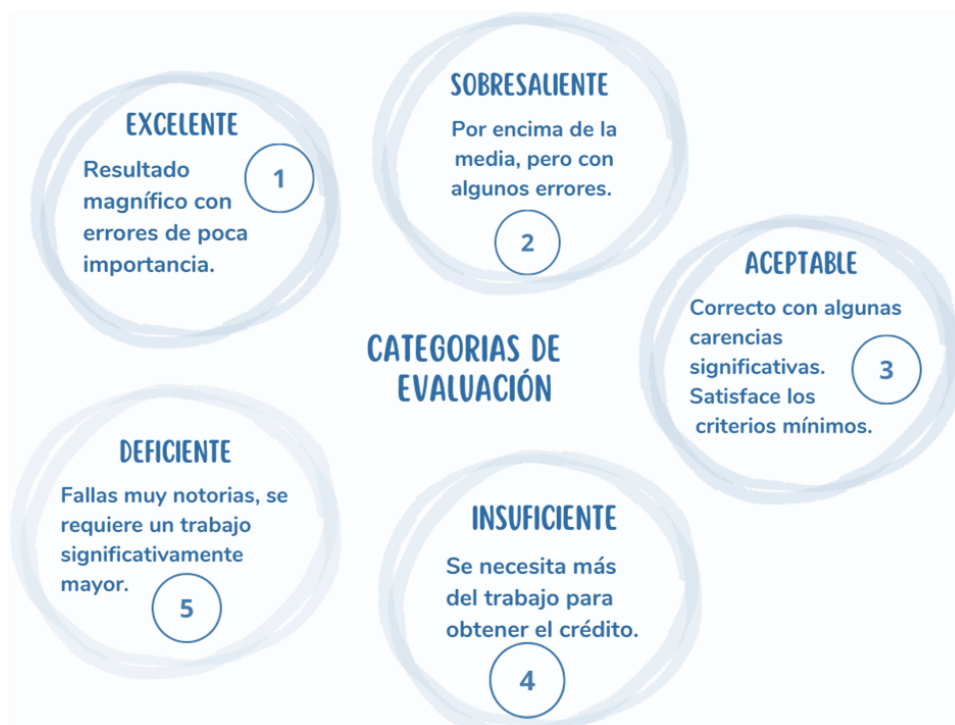 EXCELENTE
Resultado
magnífico con
errores de poca
importancia.
1
SOBRESALIENTE
Por encima de la
media, pero con
algunos errores.
2
ACEPTABLE
Correcto con algunas
carencias
significativas.
Satisface los
criterios mínimos.
3
CATEGORIAS DE
EVALUACIÓN
DEFICIENTE
Fallas muy notorias, se
requiere un trabajo
significativamente
mayor.
5
INSUFICIENTE
Se necesita más
del trabajo para
obtener el crédito.
4